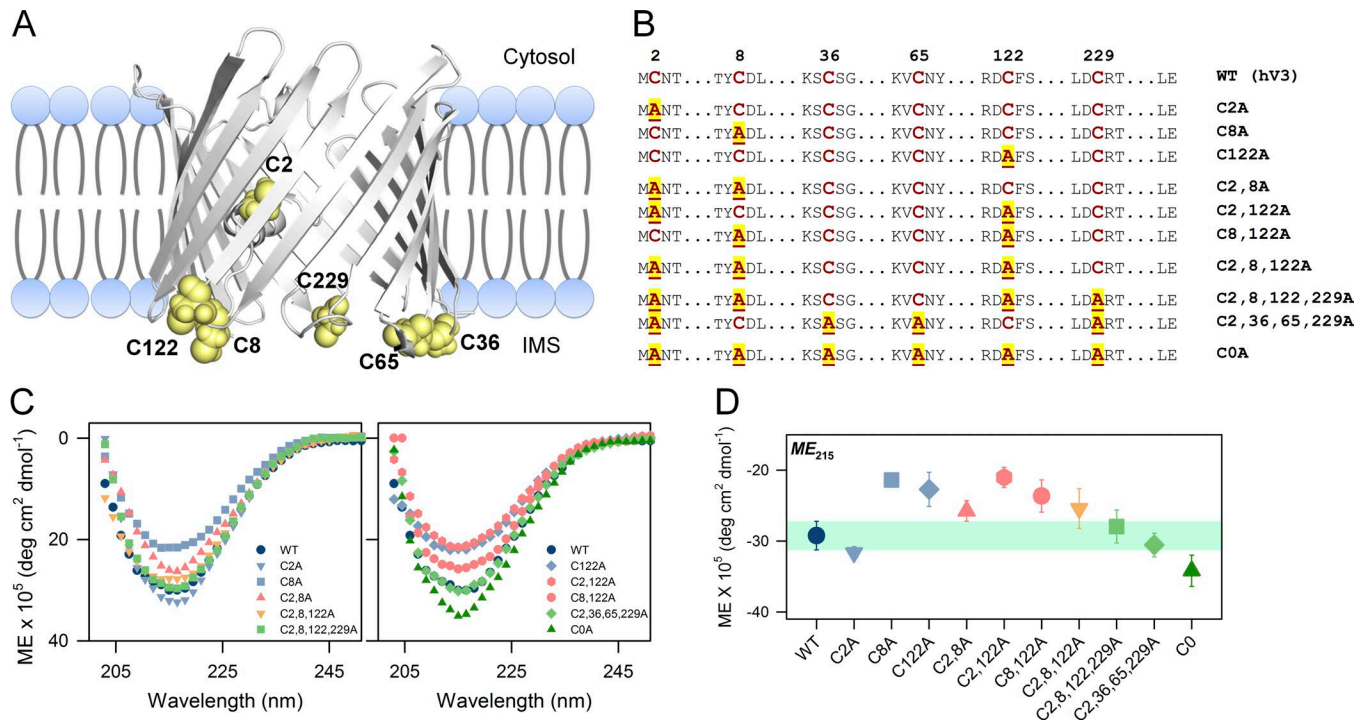 A
Cytosol
C2
C229
C122
C8
C65
C36
IMS
B
2 8 36 65 122 229
MCNT...TYCDL... KSCSG... KVCNY...RDCFS... LDCRT...LE WT (hV3)
MANT...TYCDL... KSCSG... KVCNY...RDCFS... LDCRT...LE C2A
MCNT...TYADL... KSCSG... KVCNY...RDCFS... LDCRT...LE C8A
MCNT...TYCDL... KSCSG... KVCNY...RDAFS... LDCRT...LE C122A
MANT...TYADL... KSCSG... KVCNY...RDCFS... LDCRT...LE C2,8A
MANT...TYCDL... KSCSG... KVCNY...RDAFS... LDCRT...LE C2,122A
MCNT...TYADL... KSCSG... KVCNY...RDAFS... LDCRT...LE C8,122A
MANT...TYADL... KSCSG... KVCNY...RDAFS... LDCRT...LE C2,8,122A
MANT...TYADL... KSCSG... KVCNY...RDAFS... LDART...LE C2,8,122,229A
MANT...TYCDL... KSASG... KVANY...RDCFS... LDART...LE C2,36,65,229A
MANT...TYADL... KSASG... KVANY...RDAFS... LDART...LE C0A
C
ME x 10⁵ (deg cm² dmol⁻¹)
0
20
40
WT
C2A
C8A
C2,8A
C2,8,122A
C2,8,122,229A
205 225 245
Wavelength (nm)
WT
C122A
C2,122A
C8,122A
C2,36,65,229A
C0A
205 225 245
Wavelength (nm)
D
ME₂₁₅
ME X 10⁵ (deg cm² dmol⁻¹)
-20
-30
-40
WT
C2A
C8A
C122A
C2,8A
C2,122A
C8,122A
C2,8,122A
C2,8,122,229A
C2,36,65,229A
C0